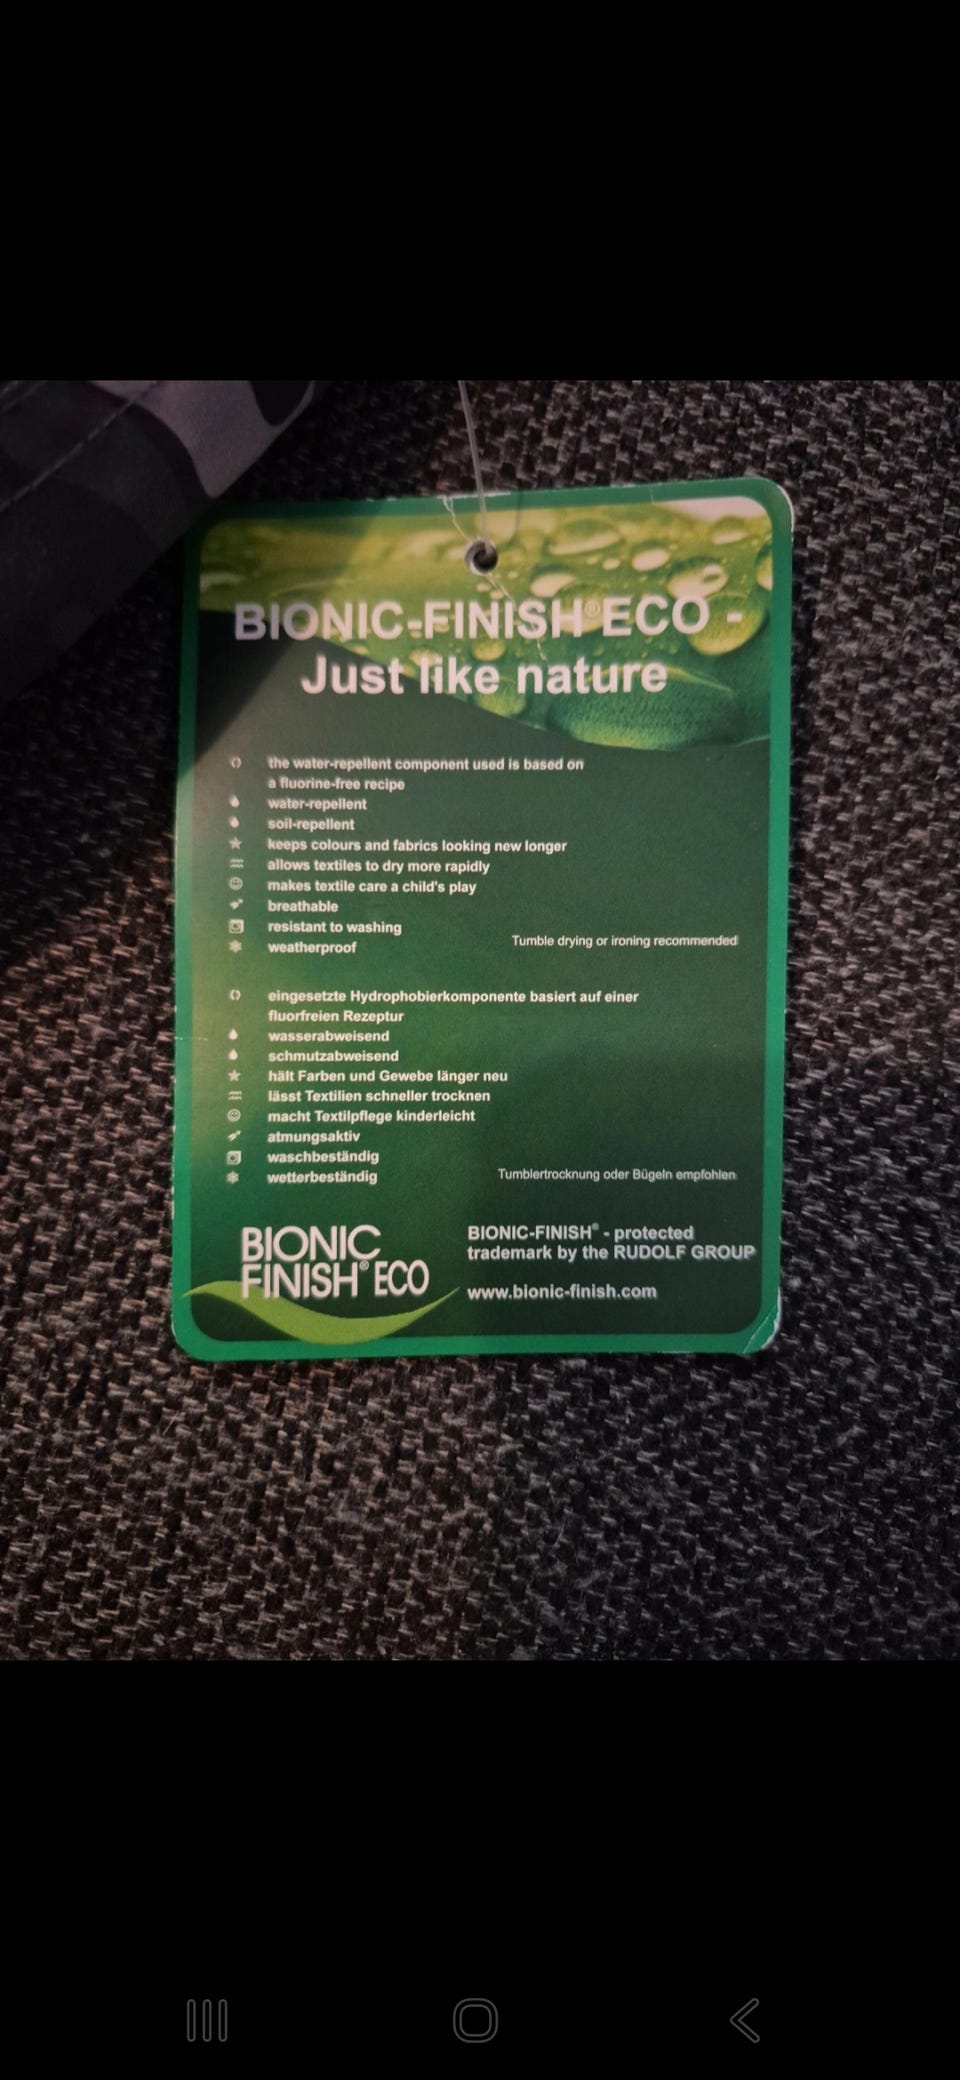 BIONIC-FINISH® ECO -
Just like nature
the water-repellent component used is based on
a fluorine-free recipe
water-repellent
soil-repellent
keeps colours and fabrics looking new longer
allows textiles to dry more rapidly
makes textile care a child's play
breathable
resistant to washing
weatherproof
Tumble drying or ironing recommended
eingesetzte Hydrophobierkomponente basiert auf einer
fluorfreien Rezeptur
wasserabweisend
schmutzabweisend
hält Farben und Gewebe länger neu
lässt Textilien schneller trocknen
macht Textilpflege kinderleicht
atmungsaktiv
waschbeständig
wetterbeständig
Tumblertrocknung oder Bügeln empfohlen
BIONIC
FINISH® ECO
BIONIC-FINISH® - protected
trademark by the RUDOLF GROUP
www.bionic-finish.com